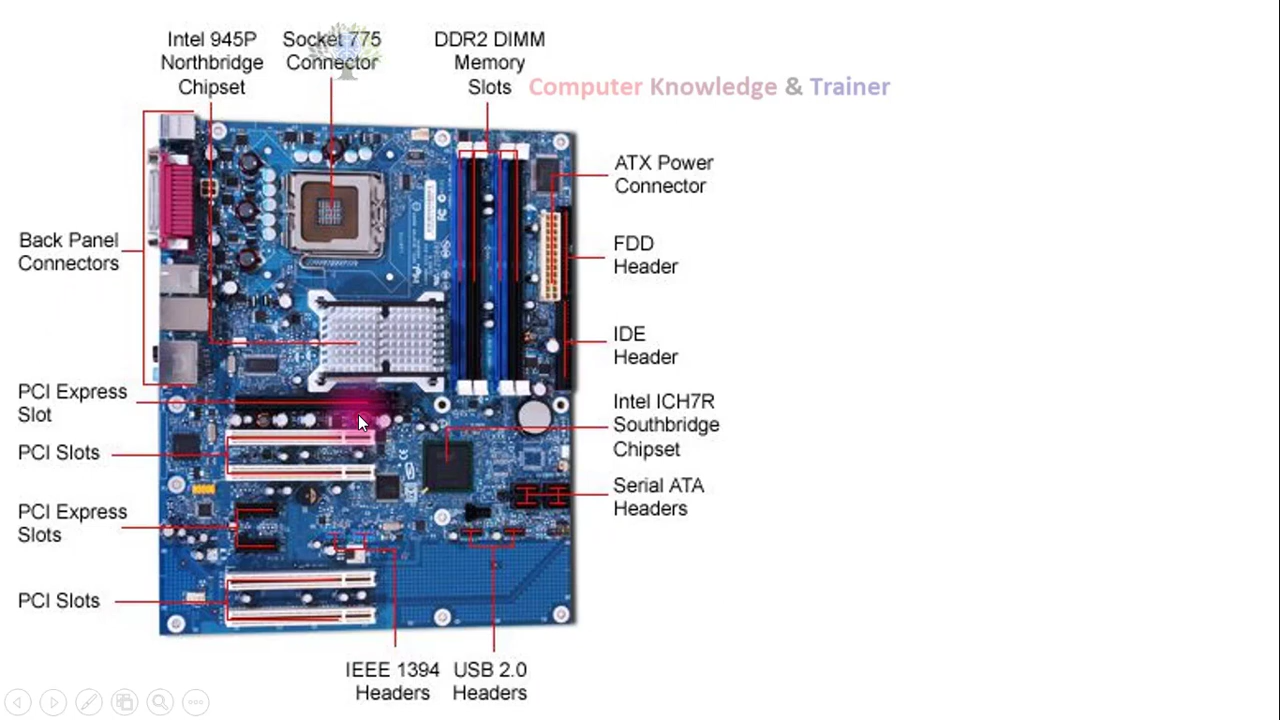 Intel 945P
Northbridge
Chipset
Socket 775
Connector
DDR2 DIMM
Memory
Slots
Computer Knowledge & Trainer
ATX Power
Connector
Back Panel
Connectors
FDD
Header
IDE
Header
PCI Express
Slot
Intel ICH7R
Southbridge
Chipset
PCI Slots
Serial ATA
Headers
PCI Express
Slots
PCI Slots
IEEE 1394
Headers
USB 2.0
Headers